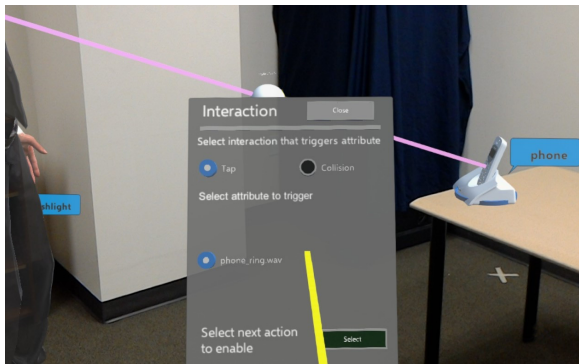 Interaction
Close
Select interaction that triggers attribute
Tap
Collision
Select attribute to trigger
phone
shlight
phone_ring.wav
Select next action
to enable
Select